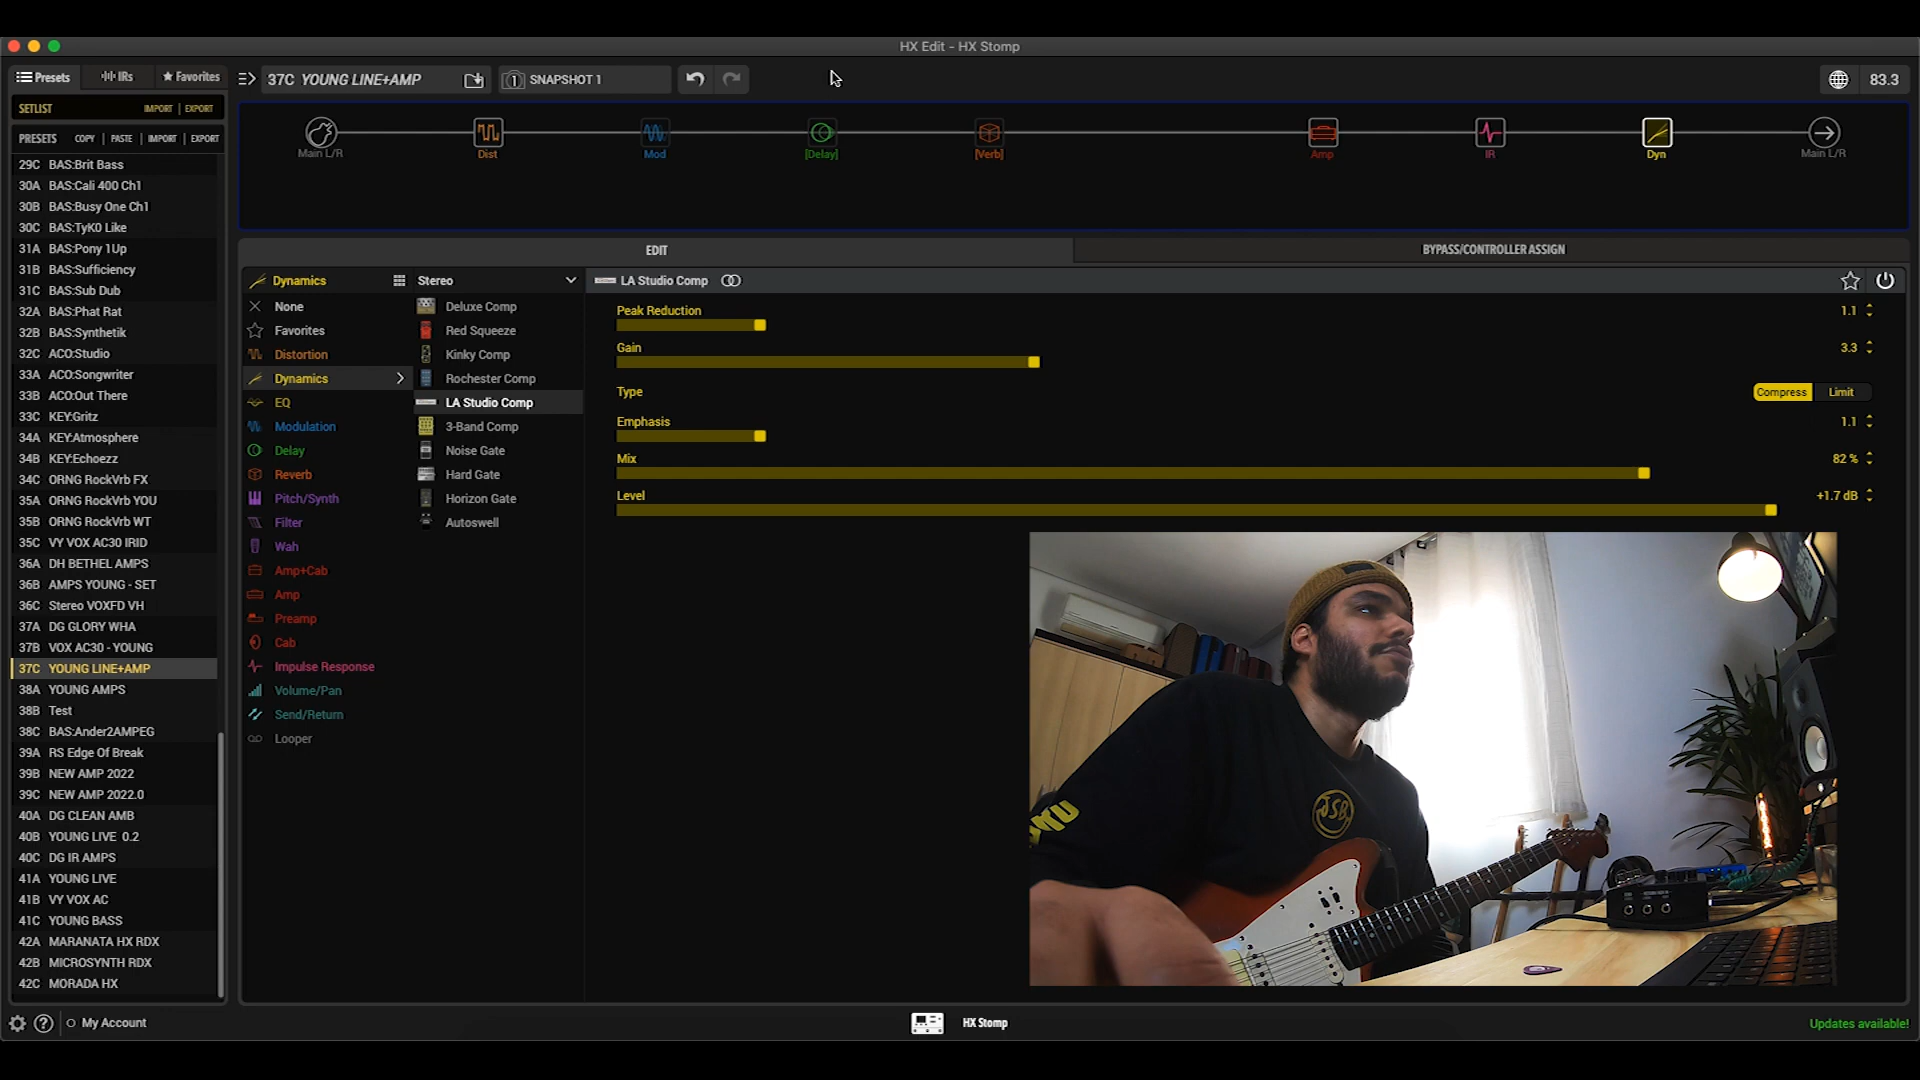 HX Edit - HX Stomp
Presets
IRs
Favorites
37C YOUNG LINE+AMP
1 SNAPSHOT 1
83.3
SETLIST IMPORT | EXPORT
PRESETS COPY | PASTE | IMPORT | EXPORT
29C BAS:Brit Bass
30A BAS:Cali 400 Ch1
30B BAS:Busy One Ch1
30C BAS:TyK0 Like
31A BAS:Pony 1Up
31B BAS:Sufficiency
31C BAS:Sub Dub
32A BAS:Phat Rat
32B BAS:Synthetik
32C ACO:Studio
33A ACO:Songwriter
33B ACO:Out There
33C KEY:Gritz
34A KEY:Atmosphere
34B KEY:Echoezz
34C ORNG RockVrb FX
35A ORNG RockVrb YOU
35B ORNG RockVrb WT
35C VY VOX AC30 IRID
36A DH BETHEL AMPS
36B AMPS YOUNG - SET
36C Stereo VOXFD VH
37A DG GLORY WHA
37B VOX AC30 - YOUNG
37C YOUNG LINE+AMP
38A YOUNG AMPS
38B Test
38C BAS:Ander2AMPEG
39A RS Edge Of Break
39B NEW AMP 2022
39C NEW AMP 2022.0
40A DG CLEAN AMB
40B YOUNG LIVE 0.2
40C DG IR AMPS
41A YOUNG LIVE
41B VY VOX AC
41C YOUNG BASS
42A MARANATA HX RDX
42B MICROSYNTH RDX
42C MORADA HX
Main L/R
Dist
Mod
[Delay]
[Verb]
Amp
IR
Dyn
Main L/R
EDIT
BYPASS/CONTROLLER ASSIGN
Dynamics
None
Favorites
Distortion
Dynamics
EQ
Modulation
Delay
Reverb
Pitch/Synth
Filter
Wah
Amp+Cab
Amp
Preamp
Cab
Impulse Response
Volume/Pan
Send/Return
Looper
Stereo
Deluxe Comp
Red Squeeze
Kinky Comp
Rochester Comp
LA Studio Comp
3-Band Comp
Noise Gate
Hard Gate
Horizon Gate
Autoswell
LA Studio Comp
Peak Reduction 1.1
Gain 3.3
Type Compress Limit
Emphasis 1.1
Mix 82 %
Level +1.7 dB
JSB
My Account
HX Stomp
Updates available!